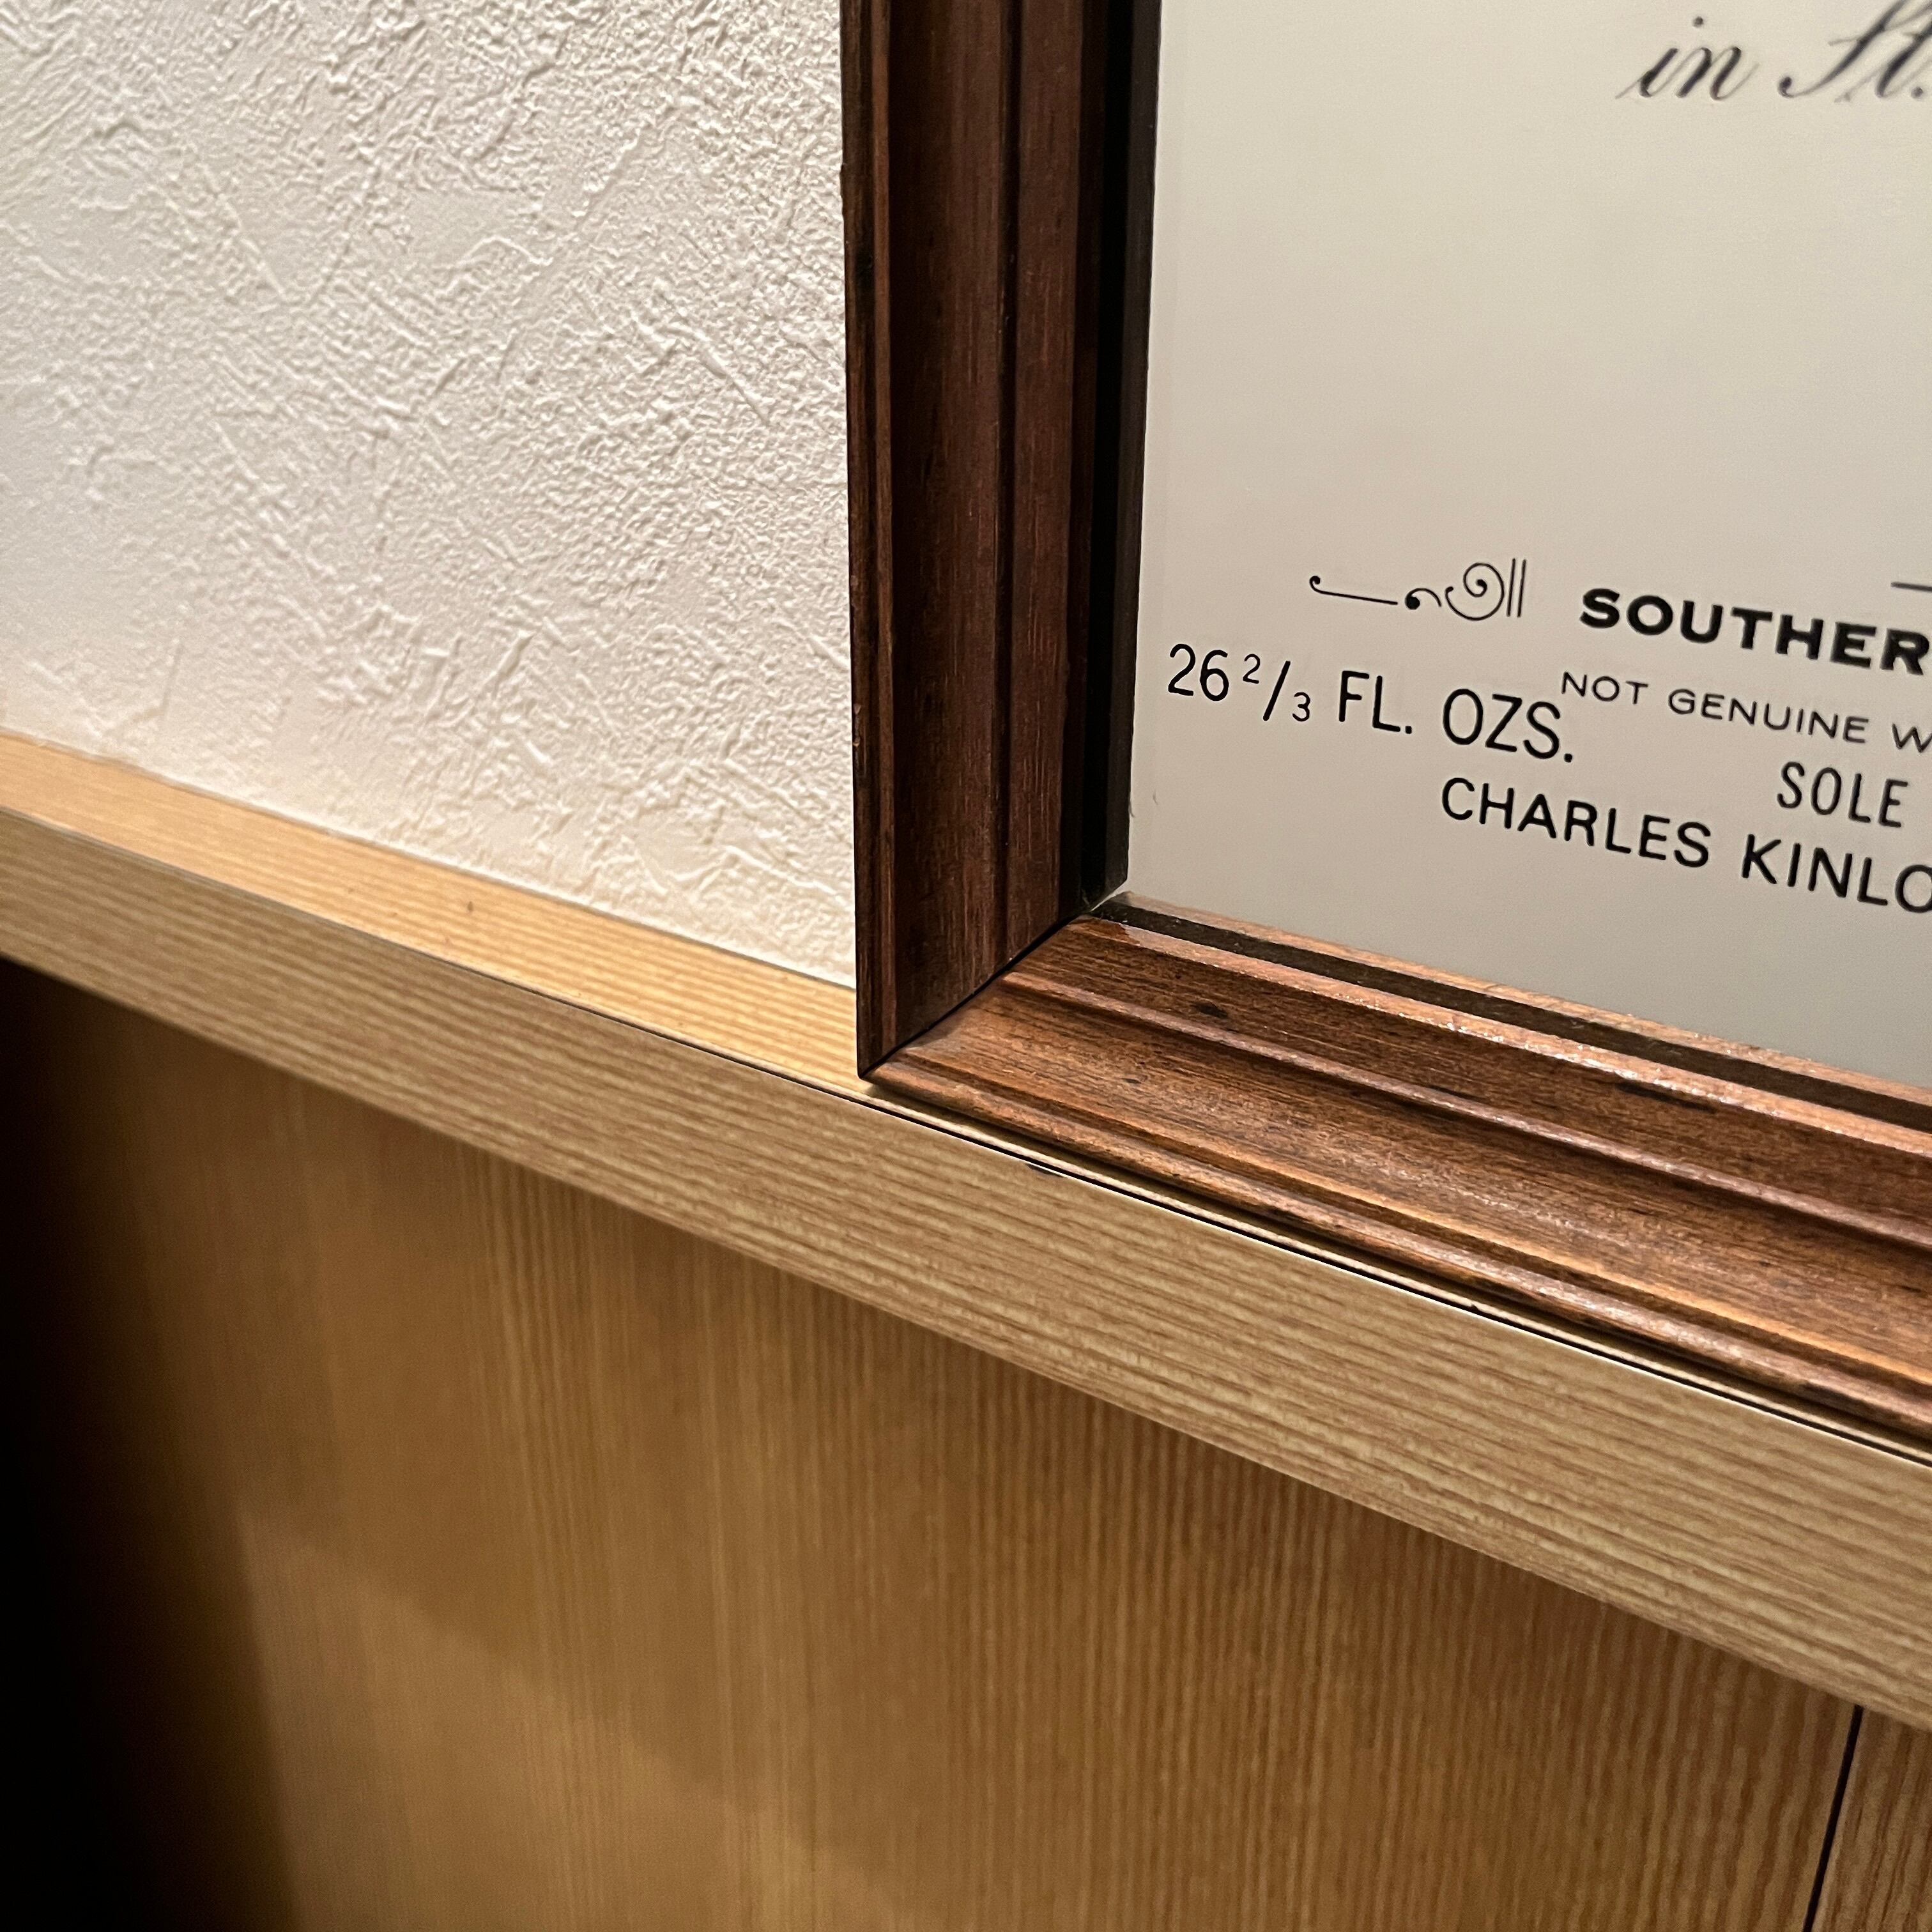 in St.
SOUTHER
NOT GENUINE W
26 2/3 FL. OZS.
SOLE
CHARLES KINLO